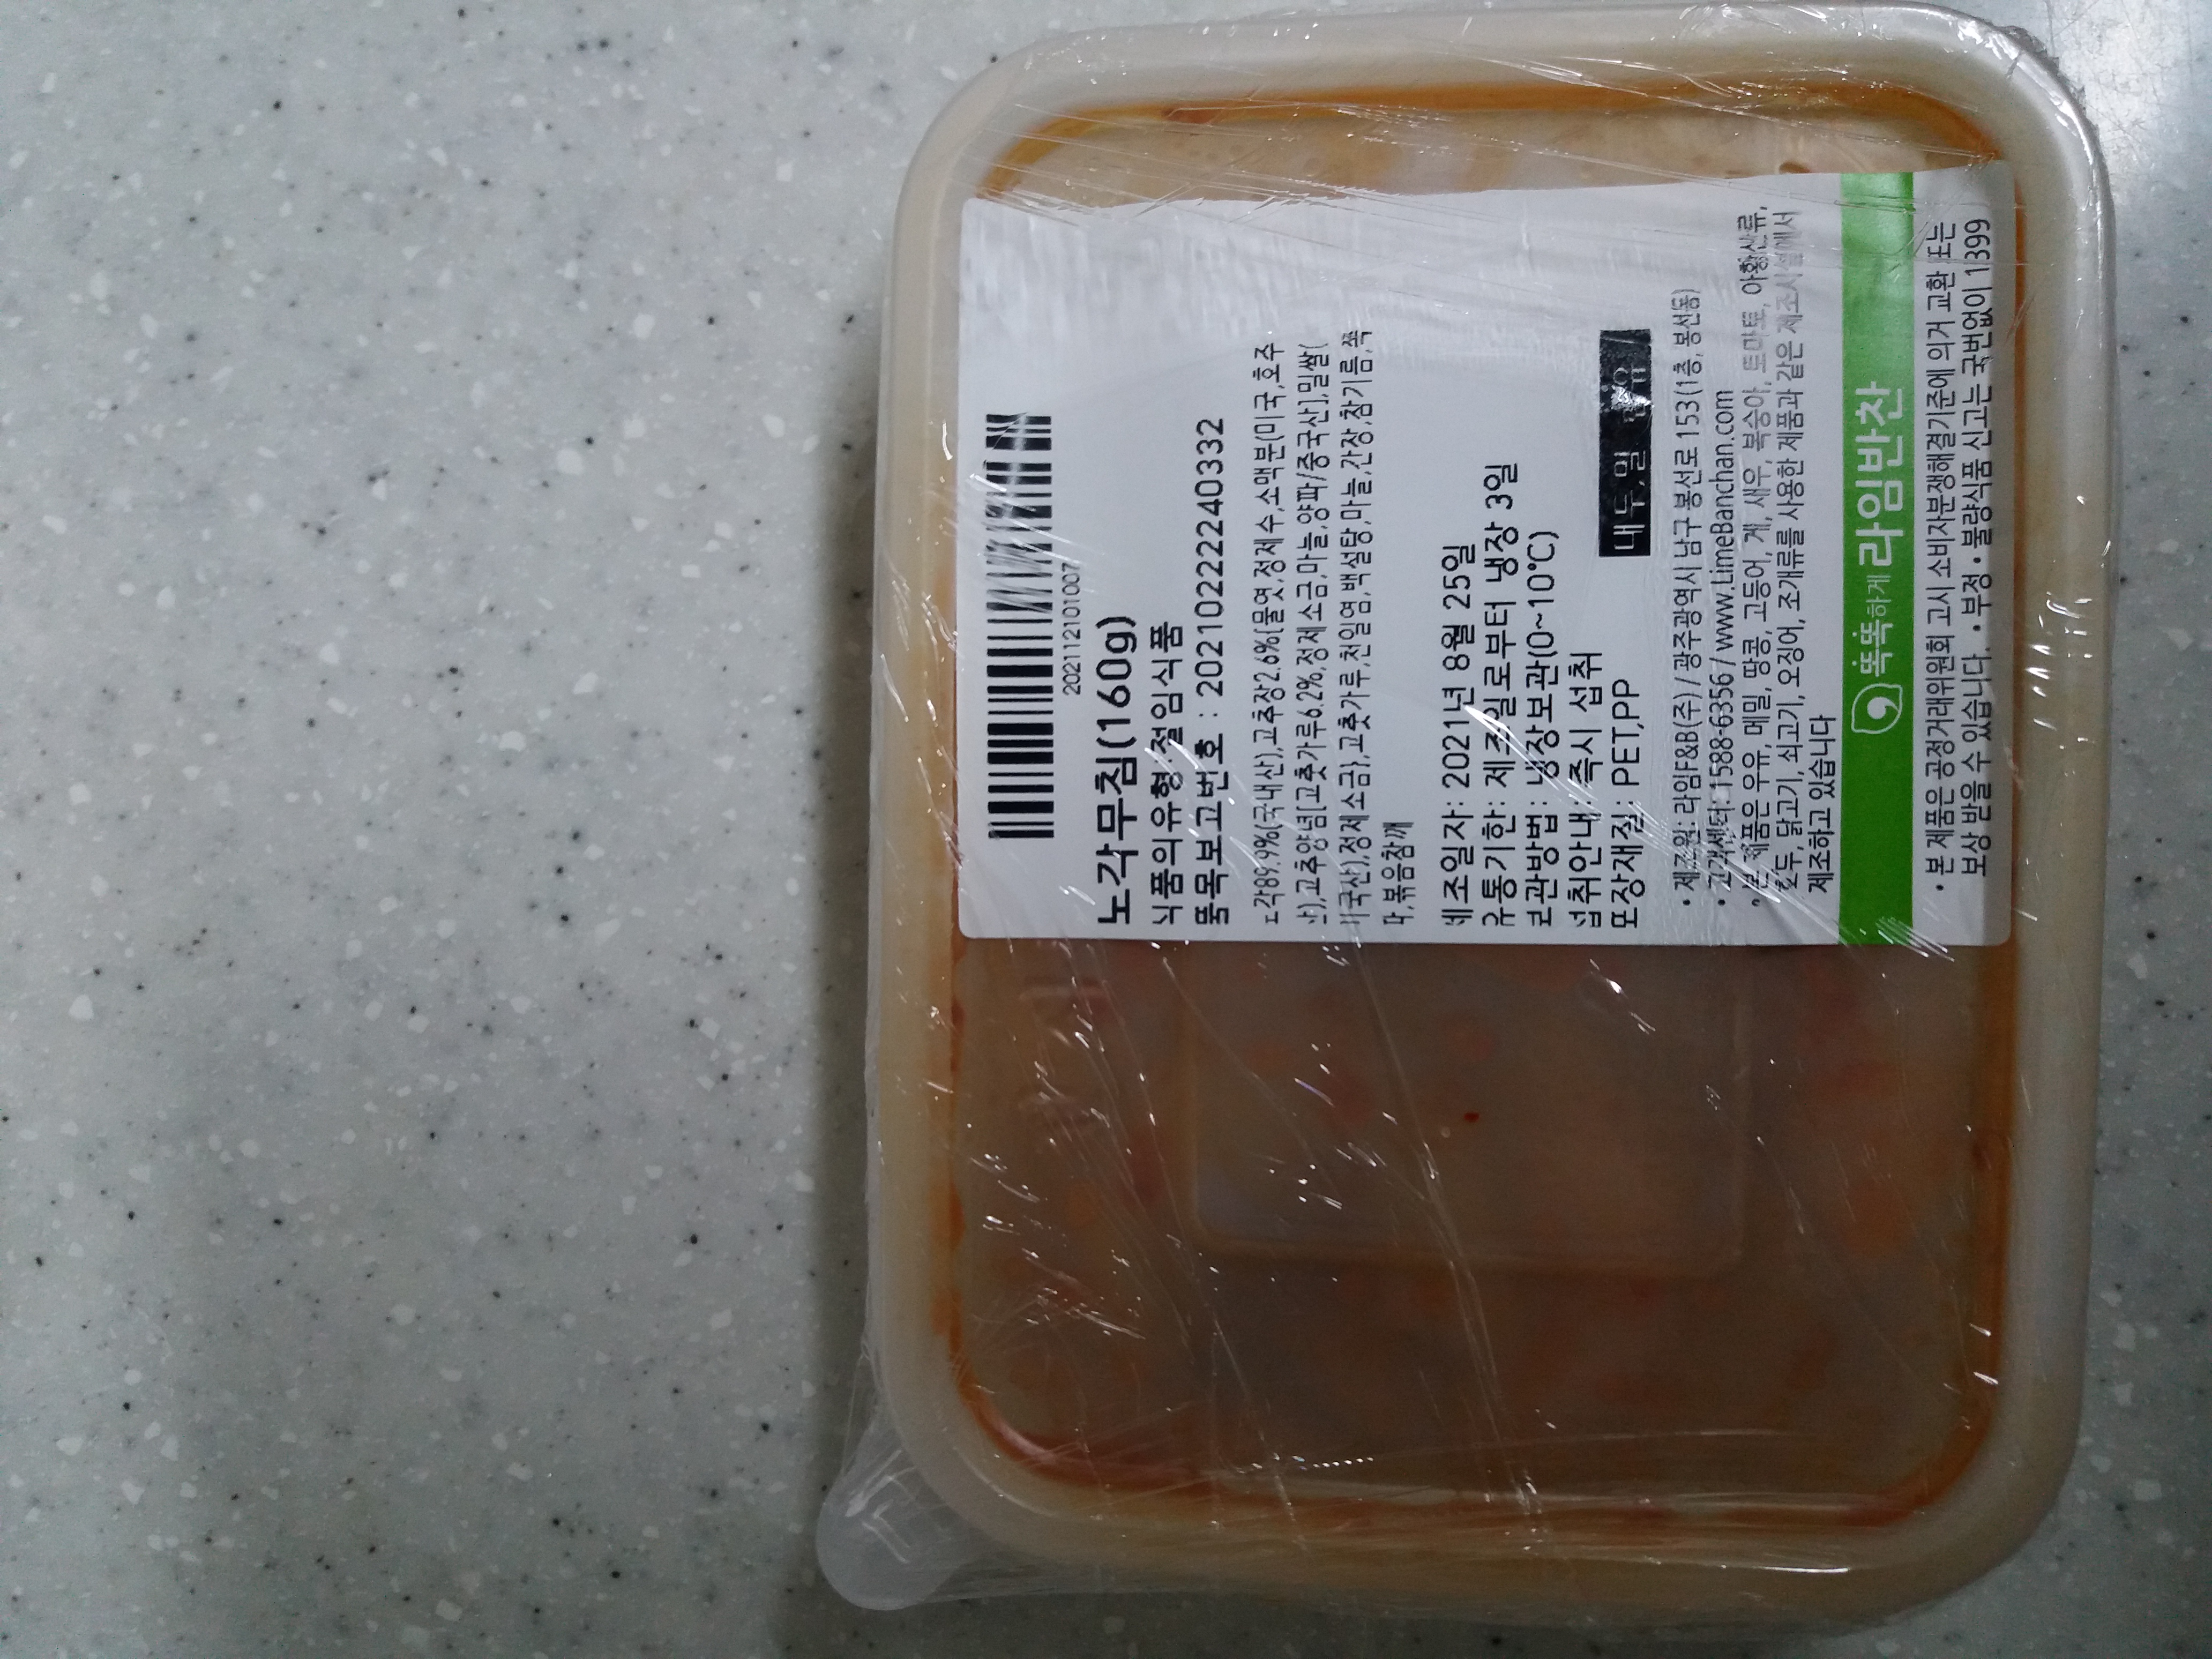 202112101007
노각무침(160g)
식품의유형:절임식품
품목보고번호 : 2021022240332
노각89.9%(국내산),고추장2.6%{물엿,정제수,소맥분(미국,호주
산),고추양념[고춧가루6.2%,정제소금,마늘,양파/중국산],밀쌀(
미국산),정제소금},고춧가루,천일염,백설탕,마늘,간장,참기름,쪽
파,볶음참깨
제조일자: 2021년 8월 25일
유통기한: 제조일로부터 냉장 3일
보관방법: 냉장보관(0~10℃)
섭취안내: 즉시 섭취
포장재질: PET,PP
대두,밀 함유
• 제조원: 라임F&B(주) / 광주광역시 남구 봉선로 153 (1층, 봉선동)
• 고객센터: 1588-6356 / www.LimeBanchan.com
• 본 제품은 우유, 메밀, 땅콩, 고등어, 게, 새우, 복숭아, 토마토, 아황산류,
호두, 닭고기, 쇠고기, 오징어, 조개류를 사용한 제품과 같은 제조시설에서
제조하고 있습니다
똑똑하게 라임반찬
• 본 제품은 공정거래위원회 고시 소비자분쟁해결기준에 의거 교환 또는
보상 받을 수 있습니다. • 부정 • 불량식품 신고는 국번없이 1399